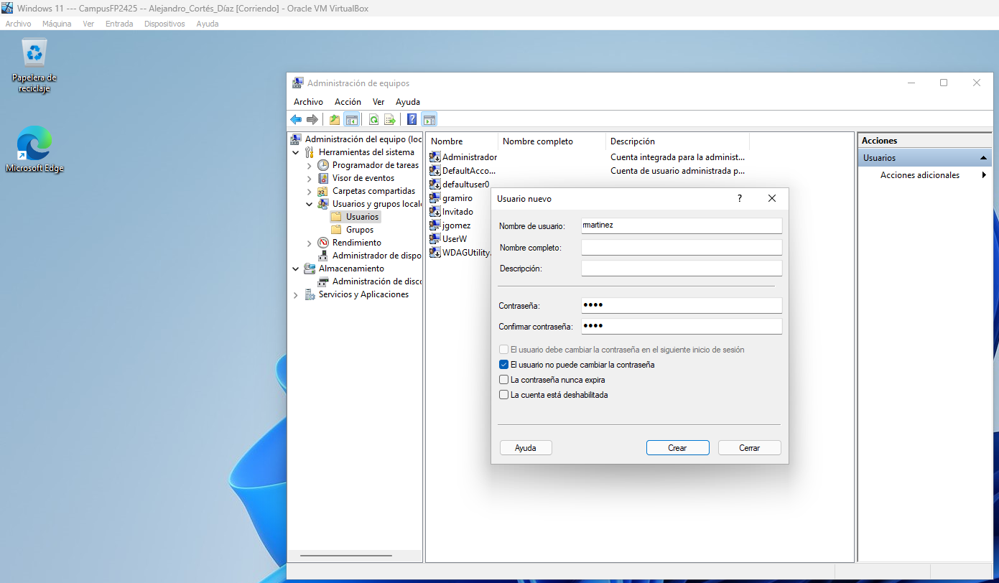 Windows 11 --- CampusFP2425 -- Alejandro_Cortés_Díaz [Corriendo] - Oracle VM VirtualBox
Archivo Máquina Ver Entrada Dispositivos Ayuda
Papelera de
reciclaje
Microsoft Edge
Administración de equipos
Archivo Acción Ver Ayuda
Administración del equipo (loc
Herramientas del sistema
Programador de tareas
Visor de eventos
Carpetas compartidas
Usuarios y grupos local
Usuarios
Grupos
Rendimiento
Administrador de dispo
Almacenamiento
Administración de disco
Servicios y Aplicaciones
Nombre Nombre completo Descripción
Administrador Cuenta integrada para la administ...
DefaultAcco... Cuenta de usuario administrada p...
defaultuser0
gramiro
Invitado
jgomez
UserW
WDAGUtility
Acciones
Usuarios
Acciones adicionales
Usuario nuevo ?
Nombre de usuario: rmartinez
Nombre completo:
Descripción:
Contraseña: ••••
Confirmar contraseña: ••••
El usuario debe cambiar la contraseña en el siguiente inicio de sesión
El usuario no puede cambiar la contraseña
La contraseña nunca expira
La cuenta está deshabilitada
Ayuda Crear Cerrar